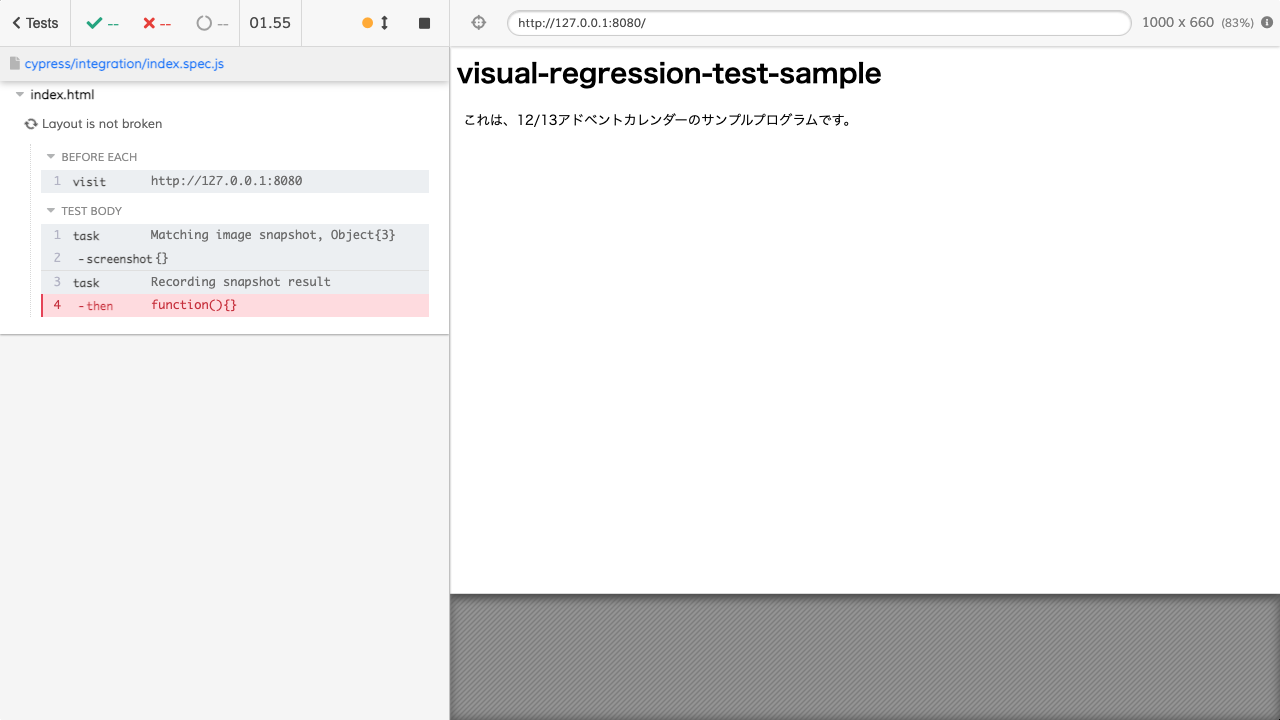 Tests -- -- -- 01.55
http://127.0.0.1:8080/ 1000 x 660 (83%)
cypress/integration/index.spec.js
index.html
Layout is not broken
BEFORE EACH
1 visit http://127.0.0.1:8080
TEST BODY
1 task Matching image snapshot, Object{3}
2 -screenshot {}
3 task Recording snapshot result
4 -then function(){}
visual-regression-test-sample
これは、12/13アドベントカレンダーのサンプルプログラムです。